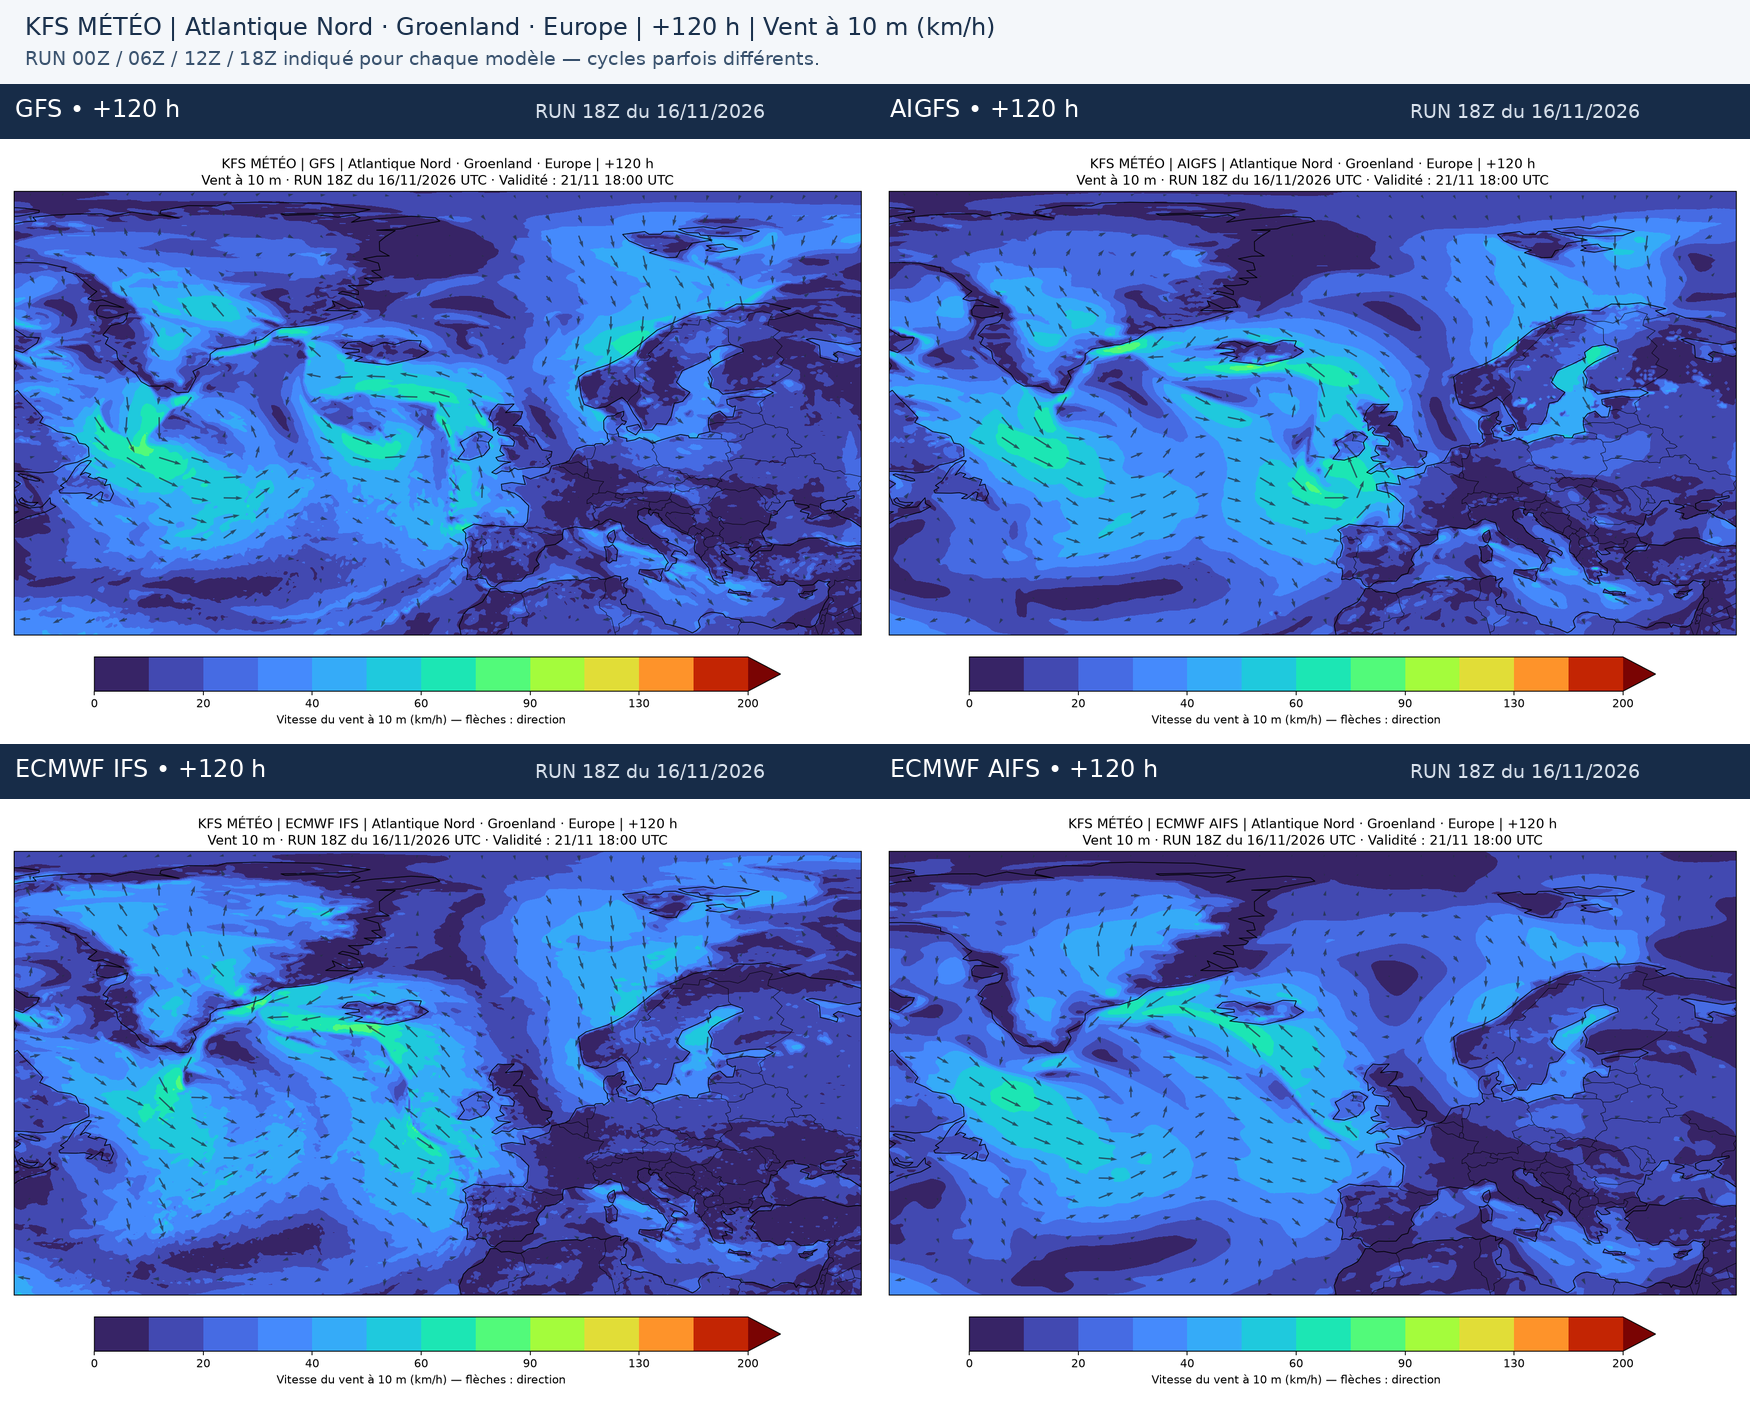 KFS MÉTÉO | Atlantique Nord · Groenland · Europe | +120 h | Vent à 10 m (km/h)
RUN 00Z / 06Z / 12Z / 18Z indiqué pour chaque modèle — cycles parfois différents.
GFS • +120 h
RUN 18Z du 16/11/2026
KFS MÉTÉO | GFS | Atlantique Nord · Groenland · Europe | +120 h
Vent à 10 m · RUN 18Z du 16/11/2026 UTC · Validité : 21/11 18:00 UTC
0 20 40 60 90 130 200
Vitesse du vent à 10 m (km/h) — flèches : direction
AIGFS • +120 h
RUN 18Z du 16/11/2026
KFS MÉTÉO | AIGFS | Atlantique Nord · Groenland · Europe | +120 h
Vent à 10 m · RUN 18Z du 16/11/2026 UTC · Validité : 21/11 18:00 UTC
0 20 40 60 90 130 200
Vitesse du vent à 10 m (km/h) — flèches : direction
ECMWF IFS • +120 h
RUN 18Z du 16/11/2026
KFS MÉTÉO | ECMWF IFS | Atlantique Nord · Groenland · Europe | +120 h
Vent 10 m · RUN 18Z du 16/11/2026 UTC · Validité : 21/11 18:00 UTC
0 20 40 60 90 130 200
Vitesse du vent à 10 m (km/h) — flèches : direction
ECMWF AIFS • +120 h
RUN 18Z du 16/11/2026
KFS MÉTÉO | ECMWF AIFS | Atlantique Nord · Groenland · Europe | +120 h
Vent 10 m · RUN 18Z du 16/11/2026 UTC · Validité : 21/11 18:00 UTC
0 20 40 60 90 130 200
Vitesse du vent à 10 m (km/h) — flèches : direction